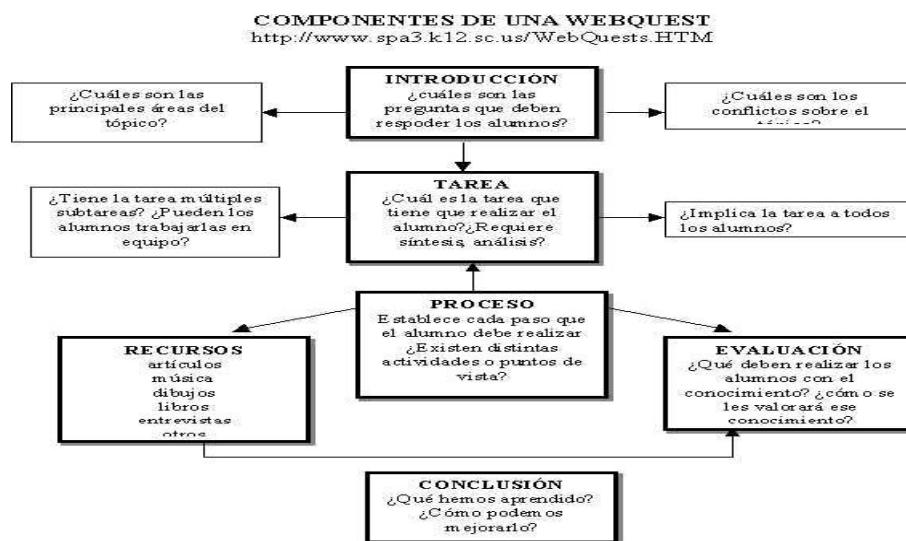 COMPONENTES DE UNA WEBQUEST
http://www.spa3.k12.sc.us/WebQuests.HTM
INTRODUCCIÓN
¿cuáles son las
preguntas que deben
respoder los alumnos?
¿Cuáles son las
principales áreas del
tópico?
¿Cuáles son los
conflictos sobre el
TAREA
¿Cuál es la tarea que
tiene que realizar el
alumno?¿Requiere
síntesis, análisis?
¿Tiene la tarea múltiples
subtareas? ¿Pueden los
alumnos trabajarlas en
equipo?
¿Implica la tarea a todos
los alumnos?
PROCESO
Establece cada paso que
el alumno debe realizar
¿Existen distintas
actividades o puntos de
vista?
RECURSOS
artículos
música
dibujos
libros
entrevistas
otros
EVALUACIÓN
¿Qué deben realizar los
alumnos con el
conocimiento? ¿cómo se
les valorará ese
conocimiento?
CONCLUSIÓN
¿Qué hemos aprendido?
¿Cómo podemos
mejorarlo?